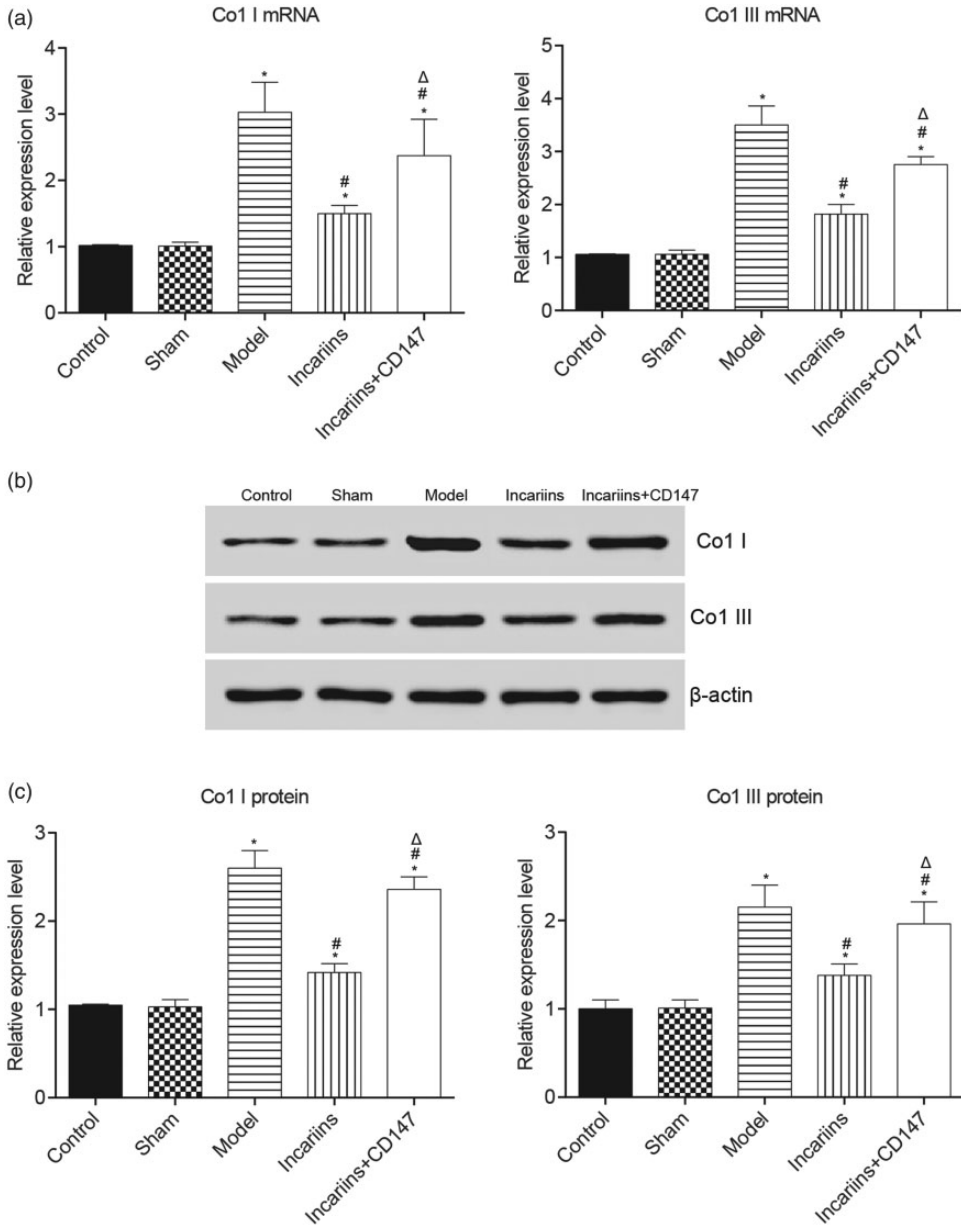 (a)
Co1 I mRNA
Relative expression level
4
3
2
1
0
*
#
*
Δ
#
*
Control
Sham
Model
Incariins
Incariins+CD147
Co1 III mRNA
Relative expression level
5
4
3
2
1
0
*
#
*
Δ
#
*
Control
Sham
Model
Incariins
Incariins+CD147
(b)
Control Sham Model Incariins Incariins+CD147
Co1 I
Co1 III
β-actin
(c)
Co1 I protein
Relative expression level
3
2
1
0
*
#
*
Δ
#
*
Control
Sham
Model
Incariins
Incariins+CD147
Co1 III protein
Relative expression level
3
2
1
0
*
#
*
Δ
#
*
Control
Sham
Model
Incariins
Incariins+CD147